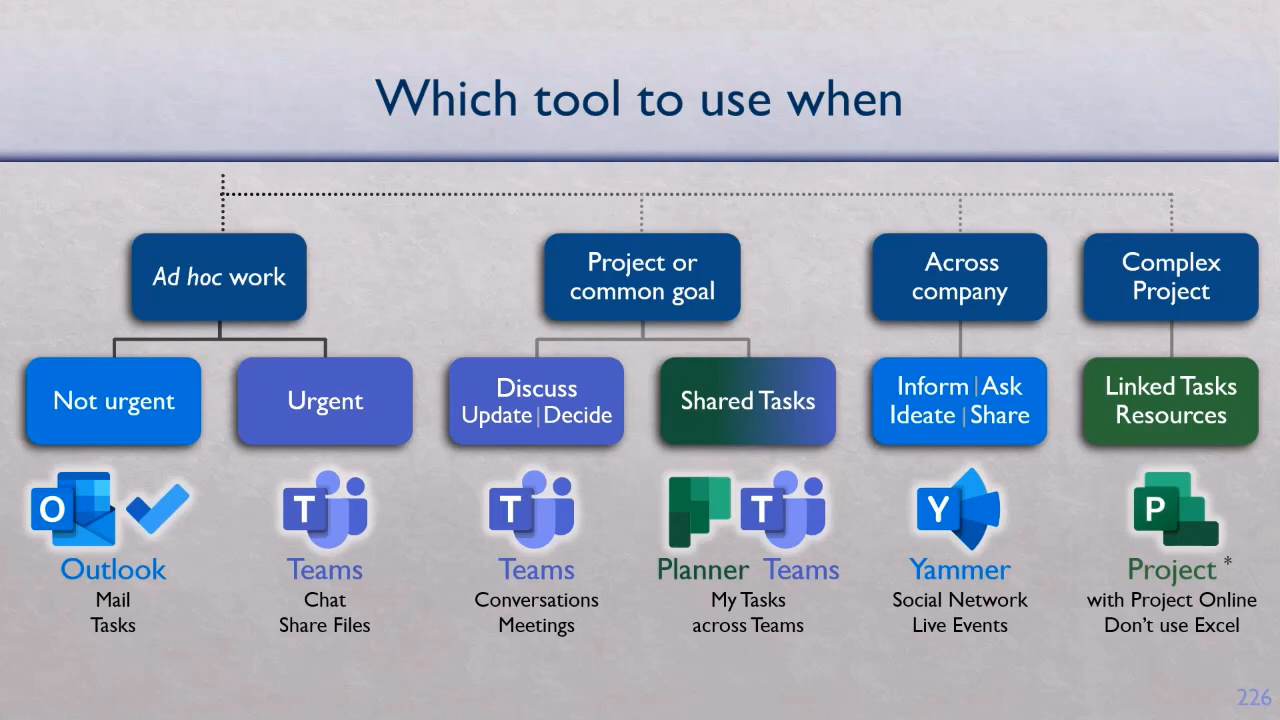 Which tool to use when
Ad hoc work
Project or
common goal
Across
company
Complex
Project
Not urgent
Urgent
Discuss
Update|Decide
Shared Tasks
Inform|Ask
Ideate|Share
Linked Tasks
Resources
O
T
T
T
Y
P
Outlook
Teams
Teams
Planner Teams
Yammer
Project *
Mail
Tasks
Chat
Share Files
Conversations
Meetings
My Tasks
across Teams
Social Network
Live Events
with Project Online
Don't use Excel
226